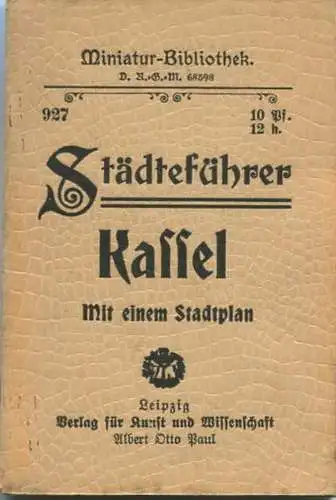 Miniatur-Bibliothek.
D. R.-G.-M. 68598
927
10 Pf.
12 h.
Städteführer
Kassel
Mit einem Stadtplan
Leipzig
Verlag für Kunst und Wissenschaft
Albert Otto Paul